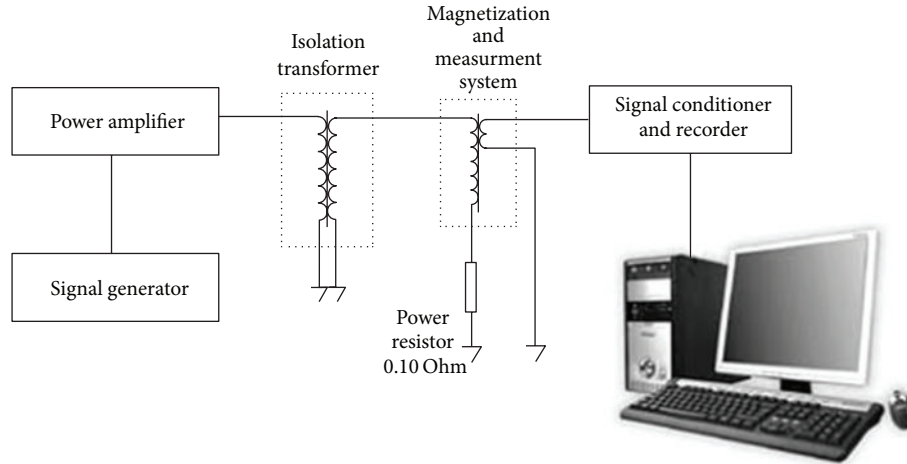 Isolation
transformer
Magnetization
and
measurment
system
Power amplifier
Signal conditioner
and recorder
Signal generator
Power
resistor
0.10 Ohm